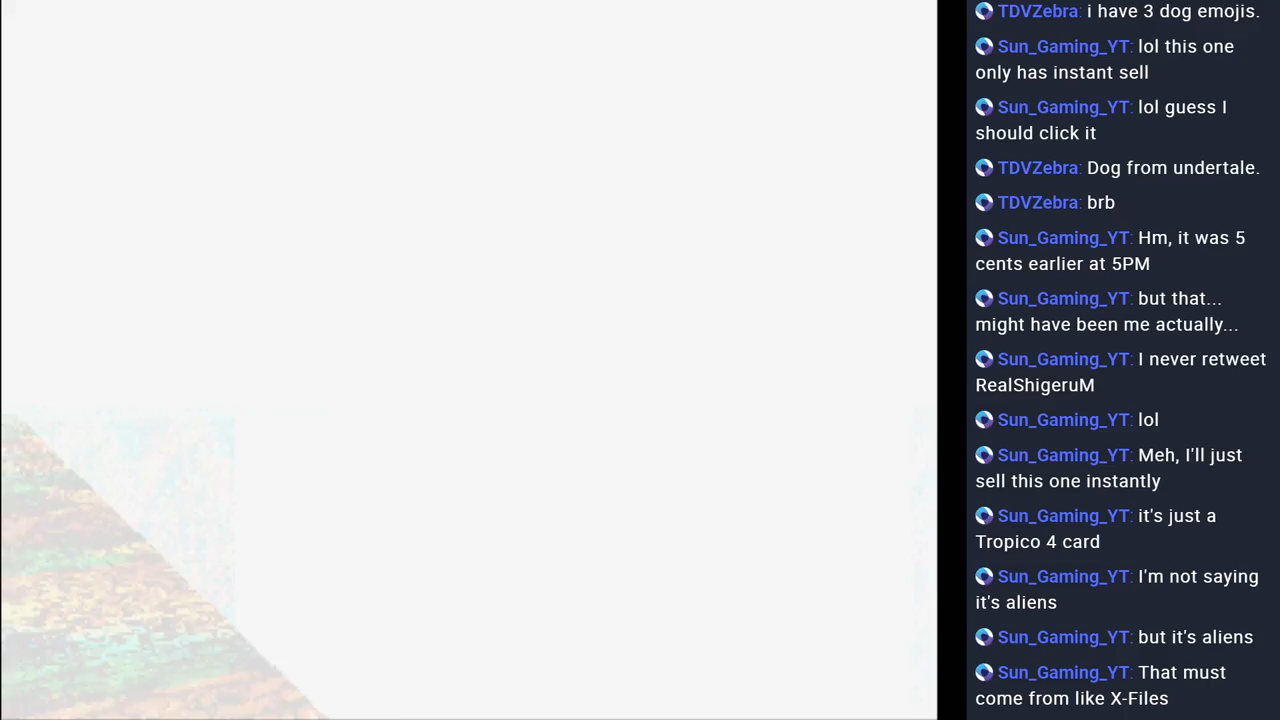 TDVZebra: i have 3 dog emojis.
Sun_Gaming_YT: lol this one
only has instant sell
Sun_Gaming_YT: lol guess I
should click it
TDVZebra: Dog from undertale.
TDVZebra: brb
Sun_Gaming_YT: Hm, it was 5
cents earlier at 5PM
Sun_Gaming_YT: but that...
might have been me actually...
Sun_Gaming_YT: I never retweet
RealShigeruM
Sun_Gaming_YT: lol
Sun_Gaming_YT: Meh, I'll just
sell this one instantly
Sun_Gaming_YT: it's just a
Tropico 4 card
Sun_Gaming_YT: I'm not saying
it's aliens
Sun_Gaming_YT: but it's aliens
Sun_Gaming_YT: That must
come from like X-Files